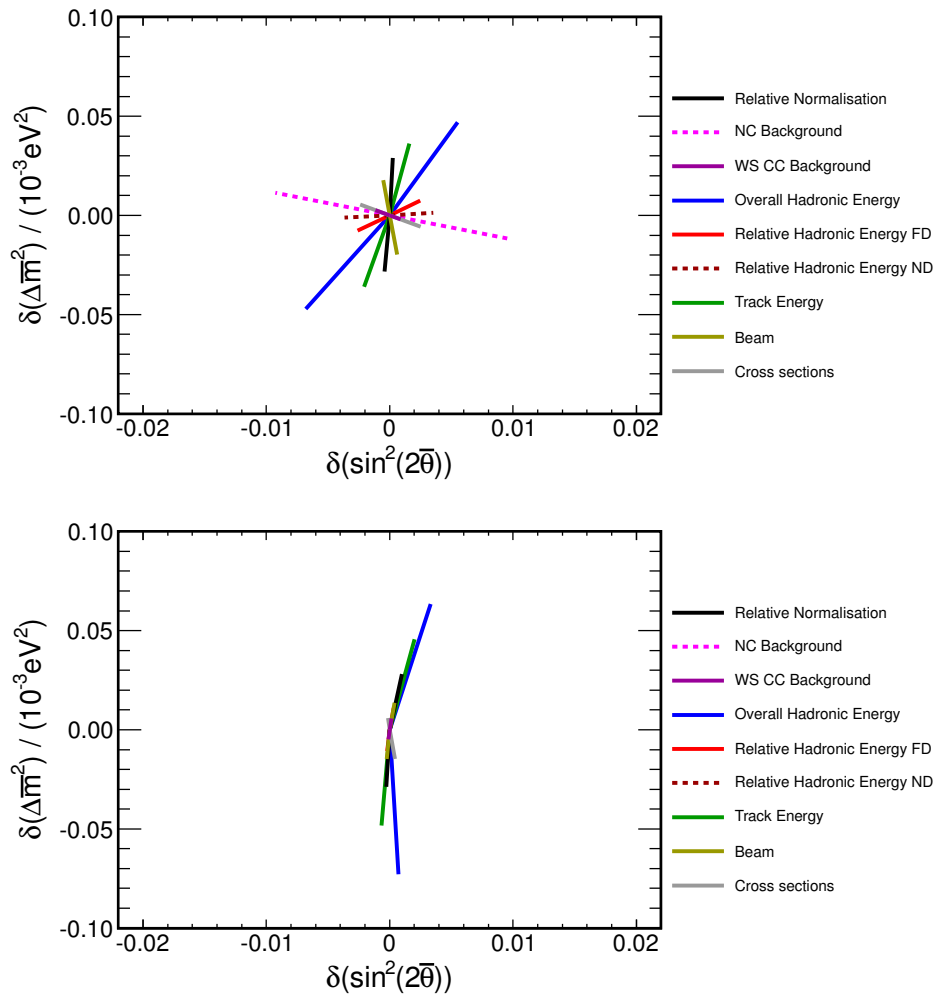 0.10
0.05
0.00
-0.05
-0.10
δ(Δm̅²) / (10⁻³eV²)
-0.02 -0.01 0 0.01 0.02
δ(sin²(2θ̅))
Relative Normalisation
NC Background
WS CC Background
Overall Hadronic Energy
Relative Hadronic Energy FD
Relative Hadronic Energy ND
Track Energy
Beam
Cross sections
0.10
0.05
0.00
-0.05
-0.10
δ(Δm̅²) / (10⁻³eV²)
-0.02 -0.01 0 0.01 0.02
δ(sin²(2θ̅))
Relative Normalisation
NC Background
WS CC Background
Overall Hadronic Energy
Relative Hadronic Energy FD
Relative Hadronic Energy ND
Track Energy
Beam
Cross sections